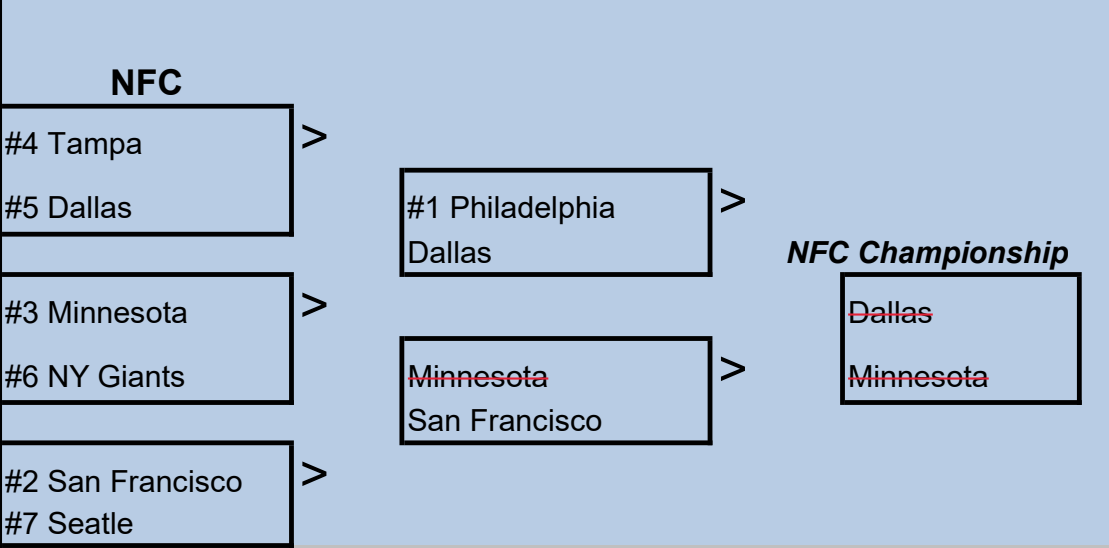 NFC
#4 Tampa
>
#5 Dallas
#1 Philadelphia
>
Dallas
NFC Championship
#3 Minnesota
>
Dallas
#6 NY Giants
Minnesota
>
Minnesota
San Francisco
#2 San Francisco
>
#7 Seatle